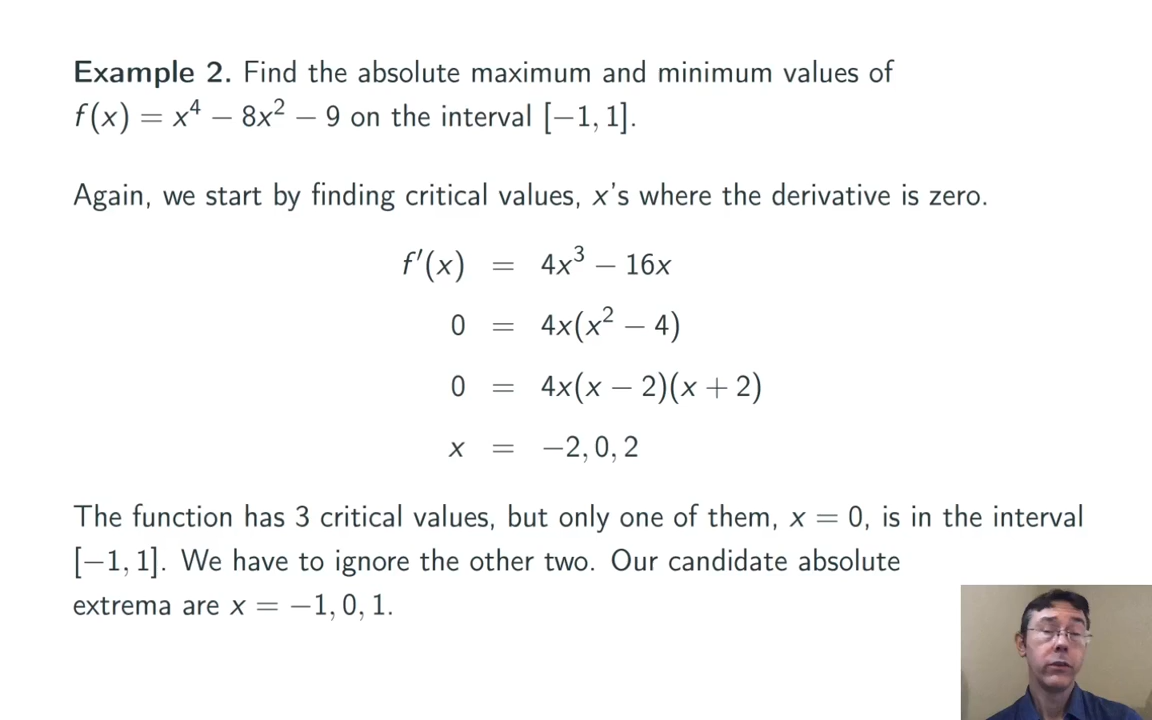 Example 2. Find the absolute maximum and minimum values of
f(x) = x⁴ − 8x² − 9 on the interval [−1, 1].
Again, we start by finding critical values, x's where the derivative is zero.
f′(x) = 4x³ − 16x
0 = 4x(x² − 4)
0 = 4x(x − 2)(x + 2)
x = −2, 0, 2
The function has 3 critical values, but only one of them, x = 0, is in the interval
[−1, 1]. We have to ignore the other two. Our candidate absolute
extrema are x = −1, 0, 1.